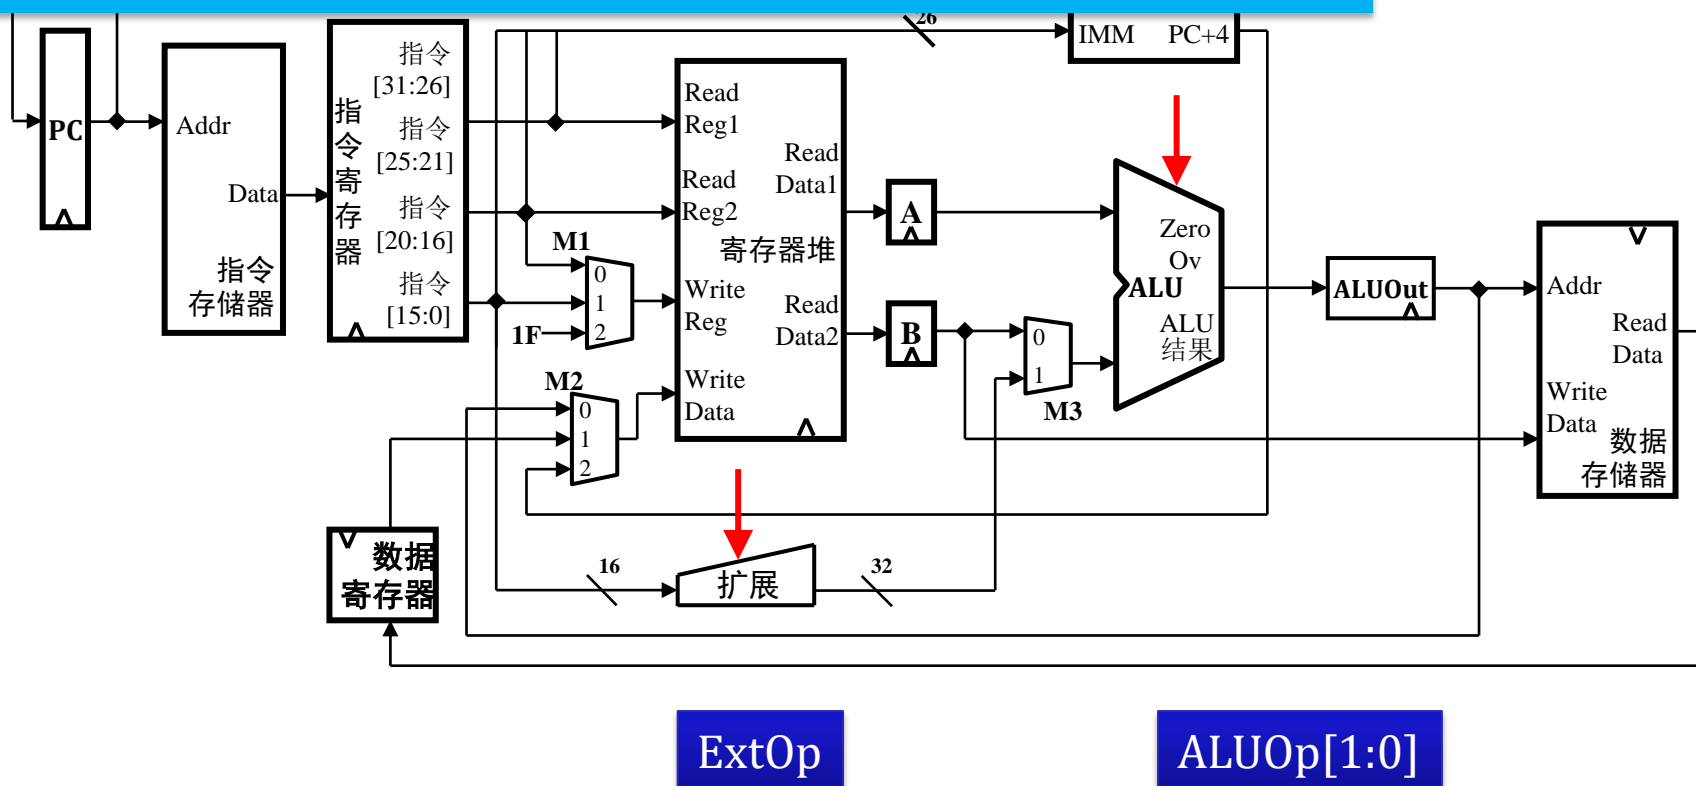 26
IMM PC+4
PC
Addr
Data
指令
存储器
指令寄存器
指令
[31:26]
指令
[25:21]
指令
[20:16]
指令
[15:0]
M1
0
1
2
1F
M2
0
1
2
Read
Reg1
Read
Reg2
Write
Reg
Write
Data
Read
Data1
寄存器堆
Read
Data2
A
B
0
1
M3
Zero
Ov
ALU
ALU
结果
ALUOut
Addr
Read
Data
Write
Data
数据
存储器
数据
寄存器
16
扩展
32
ExtOp
ALUOp[1:0]